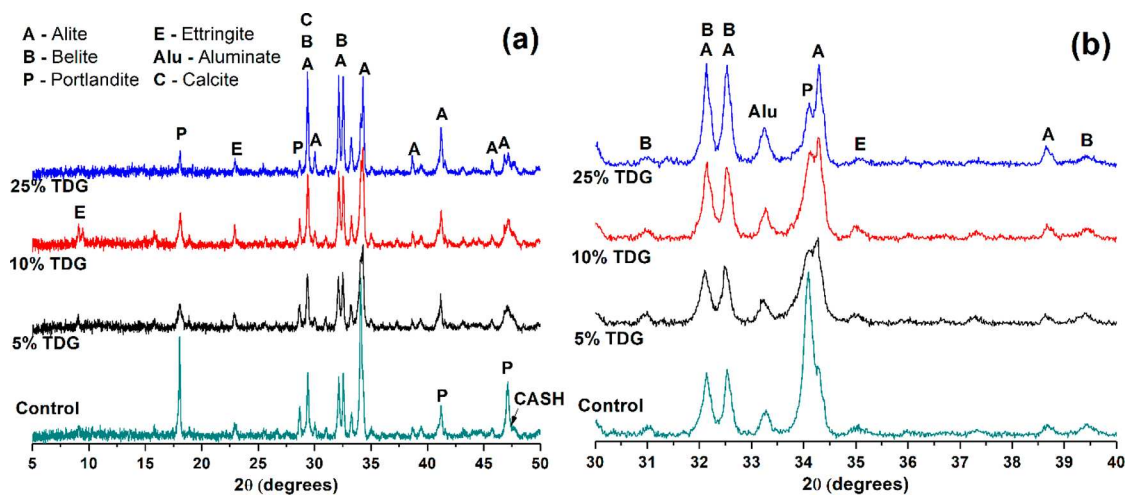 A - Alite E - Ettringite
B - Belite Alu - Aluminate
P - Portlandite C - Calcite
(a)
C
B B
A A A
P E P A A A A A
25% TDG
E
10% TDG
5% TDG
P P
CASH
Control
5 10 15 20 25 30 35 40 45 50
2θ (degrees)
(b)
B B
A A A
P
Alu
B E A B
25% TDG
10% TDG
5% TDG
Control
30 31 32 33 34 35 36 37 38 39 40
2θ (degrees)